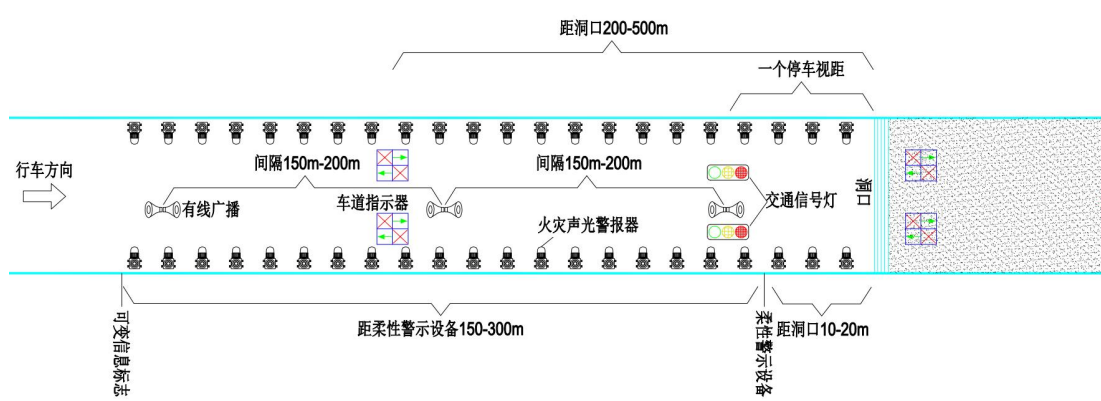 距洞口200-500m
一个停车视距
行车方向
间隔150m-200m
间隔150m-200m
有线广播
车道指示器
火灾声光警报器
交通信号灯
洞口
可变信息标志
距柔性警示设备150-300m
柔性警示设备
距洞口10-20m